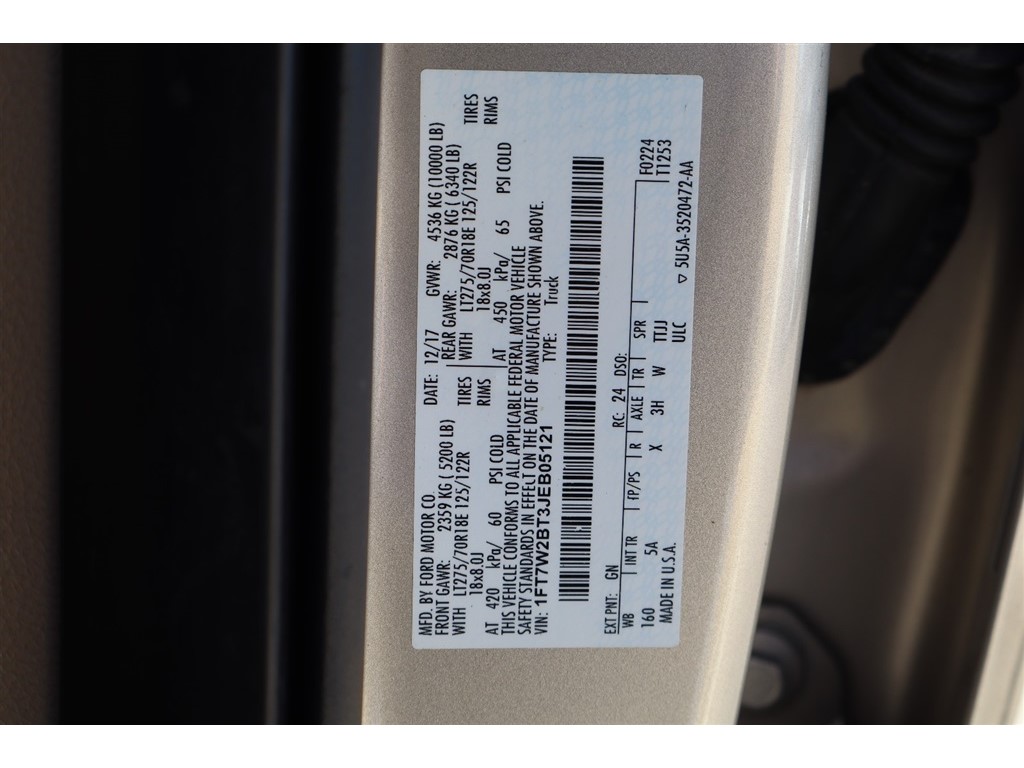 MFD. BY FORD MOTOR CO.
DATE: 12/17 GVWR: 4536 KG (10000 LB)
FRONT GAWR: 2359 KG ( 5200 LB) REAR GAWR: 2876 KG ( 6340 LB)
WITH LT275/70R18E 125/122R TIRES WITH LT275/70R18E 125/122R TIRES
18x8.0J RIMS 18x8.0J RIMS
AT 420 kPa/ 60 PSI COLD AT 450 kPa/ 65 PSI COLD
THIS VEHICLE CONFORMS TO ALL APPLICABLE FEDERAL MOTOR VEHICLE
SAFETY STANDARDS IN EFFECT ON THE DATE OF MANUFACTURE SHOWN ABOVE.
VIN: 1FT7W2BT3JEB05121 TYPE: Truck
EXT PNT: GN RC: 24 DSO: F0224
WB INT TR TP/PS R AXLE TR SPR T1253
160 5A X 3H W TTJJ
MADE IN U.S.A. ULC ▽ 5U5A-3520472-AA